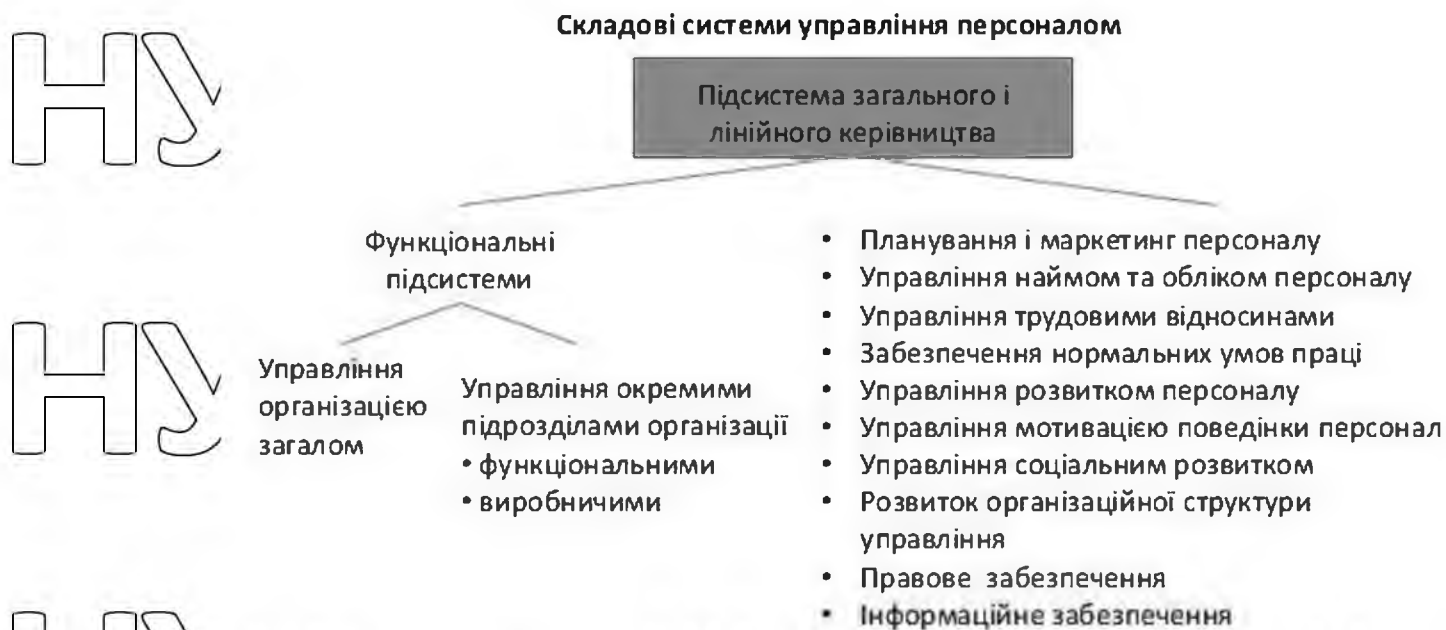 Складові системи управління персоналом
Підсистема загального і
лінійного керівництва
Функціональні
підсистеми
Управління
організацією
загалом
Управління окремими
підрозділами організації
• функціональними
• виробничими
• Планування і маркетинг персоналу
• Управління наймом та обліком персоналу
• Управління трудовими відносинами
• Забезпечення нормальних умов праці
• Управління розвитком персоналу
• Управління мотивацією поведінки персонал
• Управління соціальним розвитком
• Розвиток організаційної структури
управління
• Правове забезпечення
• Інформаційне забезпечення
НУ
НУ